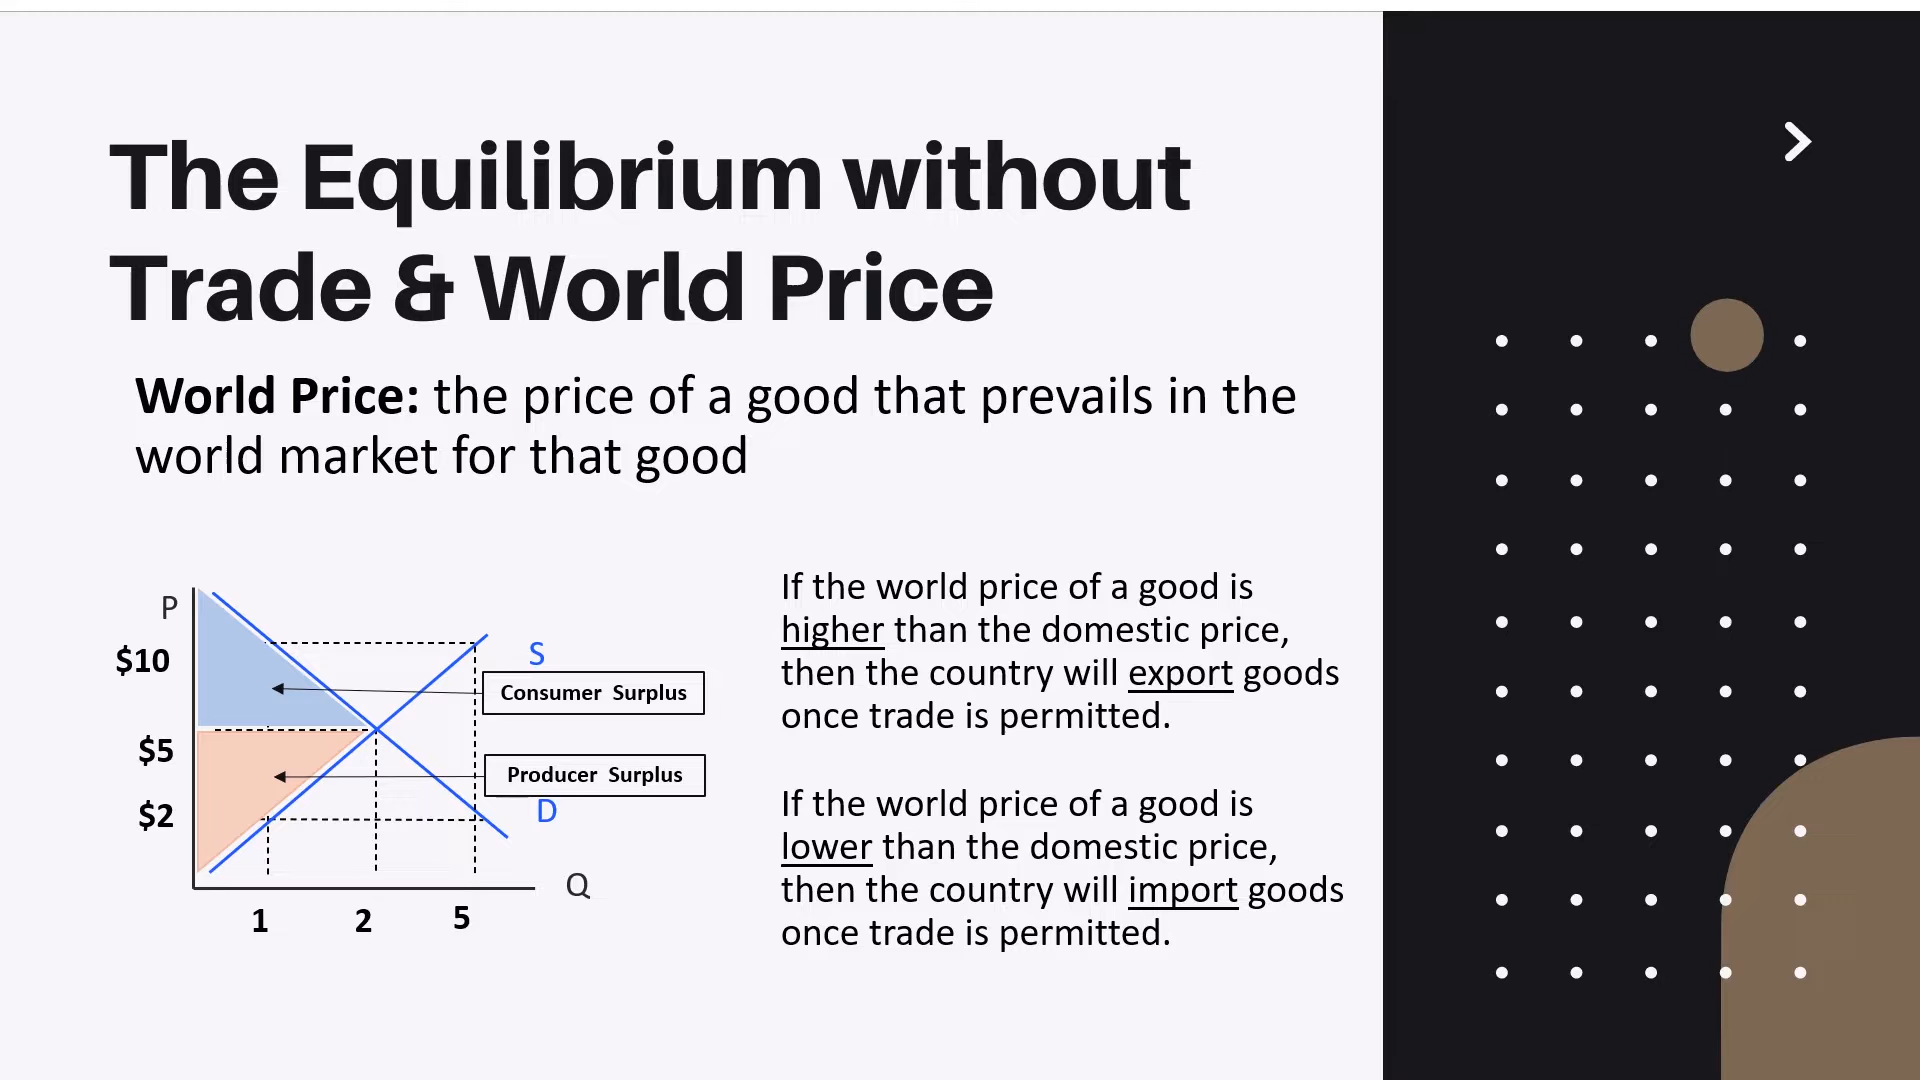 The Equilibrium without
Trade & World Price
World Price: the price of a good that prevails in the
world market for that good
P
$10
$5
$2
S
Consumer Surplus
Producer Surplus
D
Q
1
2
5
If the world price of a good is
higher than the domestic price,
then the country will export goods
once trade is permitted.
If the world price of a good is
lower than the domestic price,
then the country will import goods
once trade is permitted.